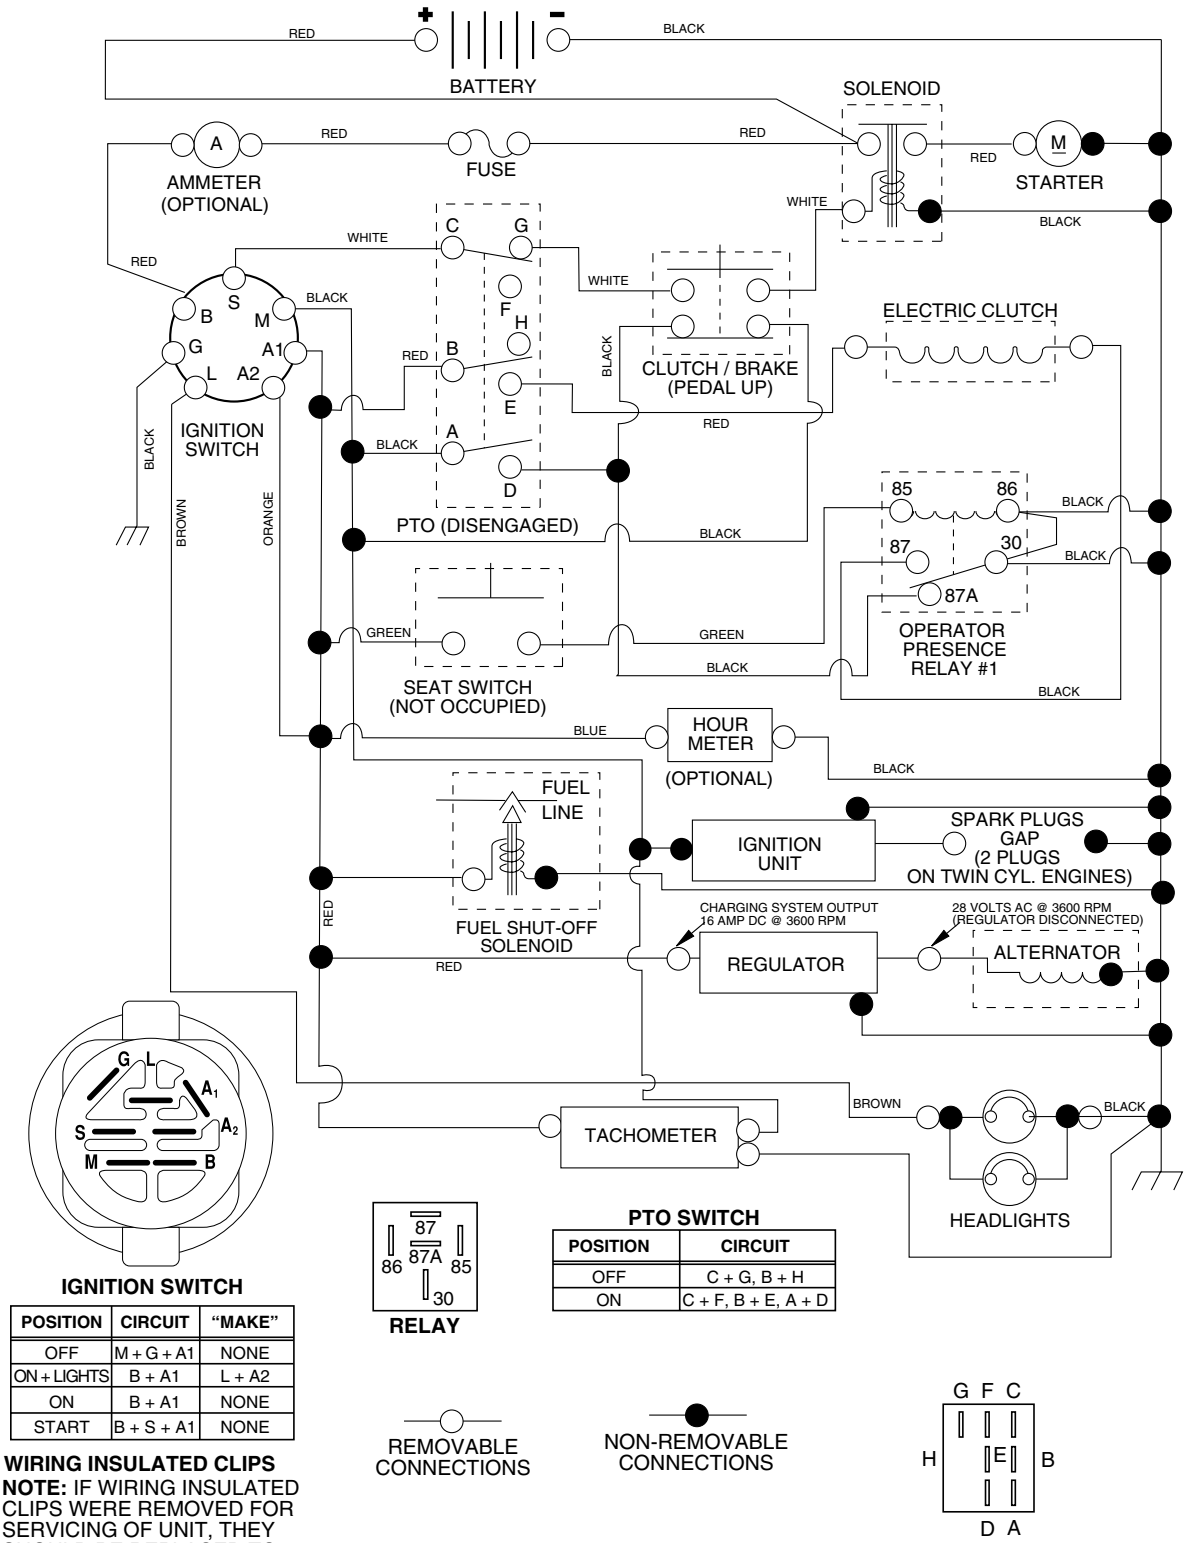 + -
RED
BLACK
BATTERY
SOLENOID
A
RED
RED
FUSE
RED
M
STARTER
AMMETER
(OPTIONAL)
WHITE
BLACK
C G
WHITE
RED
WHITE
S
B
M
BLACK
F
H
ELECTRIC CLUTCH
G
A1
L A2
RED
B
BLACK
CLUTCH / BRAKE
(PEDAL UP)
E
RED
IGNITION
SWITCH
BLACK
BLACK
A
D
BROWN
ORANGE
PTO (DISENGAGED)
85 86
BLACK
BLACK
87 30
BLACK
87A
GREEN
GREEN
OPERATOR
PRESENCE
RELAY #1
BLACK
BLACK
SEAT SWITCH
(NOT OCCUPIED)
BLUE
HOUR
METER
(OPTIONAL)
BLACK
FUEL
LINE
IGNITION
UNIT
SPARK PLUGS
GAP
(2 PLUGS
ON TWIN CYL. ENGINES)
RED
FUEL SHUT-OFF
SOLENOID
CHARGING SYSTEM OUTPUT
16 AMP DC @ 3600 RPM
28 VOLTS AC @ 3600 RPM
(REGULATOR DISCONNECTED)
RED
REGULATOR
ALTERNATOR
G L
A1
A2
S
M B
BROWN
BLACK
TACHOMETER
HEADLIGHTS
IGNITION SWITCH
POSITION CIRCUIT “MAKE”
OFF M + G + A1 NONE
ON + LIGHTS B + A1 L + A2
ON B + A1 NONE
START B + S + A1 NONE
87
87A
86 85
30
RELAY
PTO SWITCH
POSITION CIRCUIT
OFF C + G, B + H
ON C + F, B + E, A + D
REMOVABLE
CONNECTIONS
NON-REMOVABLE
CONNECTIONS
G F C
H E B
D A
WIRING INSULATED CLIPS
NOTE: IF WIRING INSULATED
CLIPS WERE REMOVED FOR
SERVICING OF UNIT, THEY